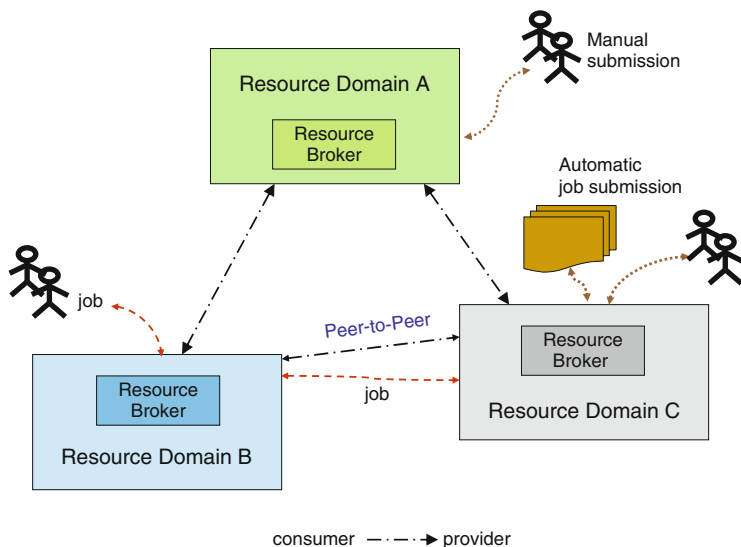 Manual
submission
Resource Domain A
Resource
Broker
Automatic
job submission
job
Peer-to-Peer
Resource
Broker
Resource
Broker
job
Resource Domain C
Resource Domain B
consumer
provider